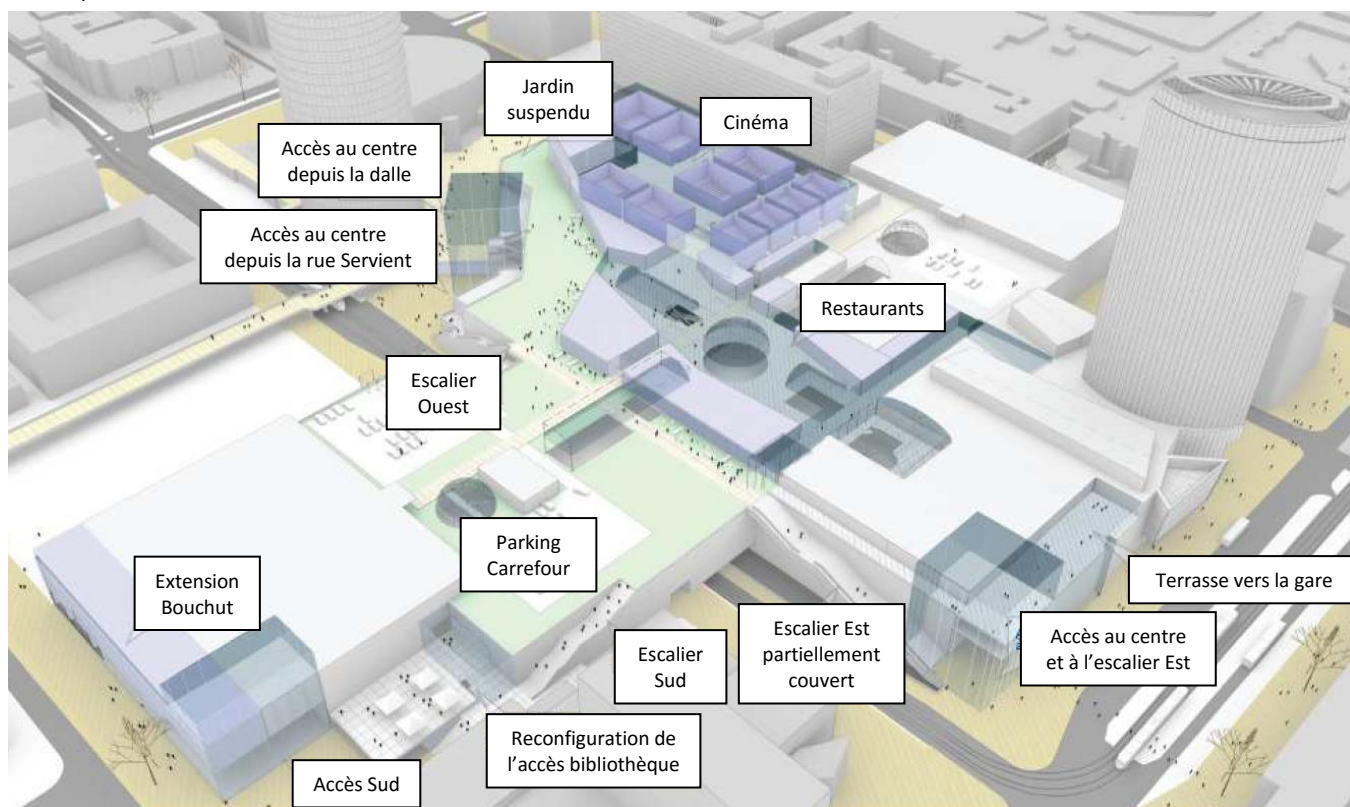 Jardin
suspendu
Cinéma
Accès au centre
depuis la dalle
Accès au centre
depuis la rue Servient
Restaurants
Escalier
Ouest
Parking
Carrefour
Extension
Bouchut
Terrasse vers la gare
Escalier
Sud
Escalier Est
partiellement
couvert
Accès au centre
et à l’escalier Est
Reconfiguration de
l’accès bibliothèque
Accès Sud